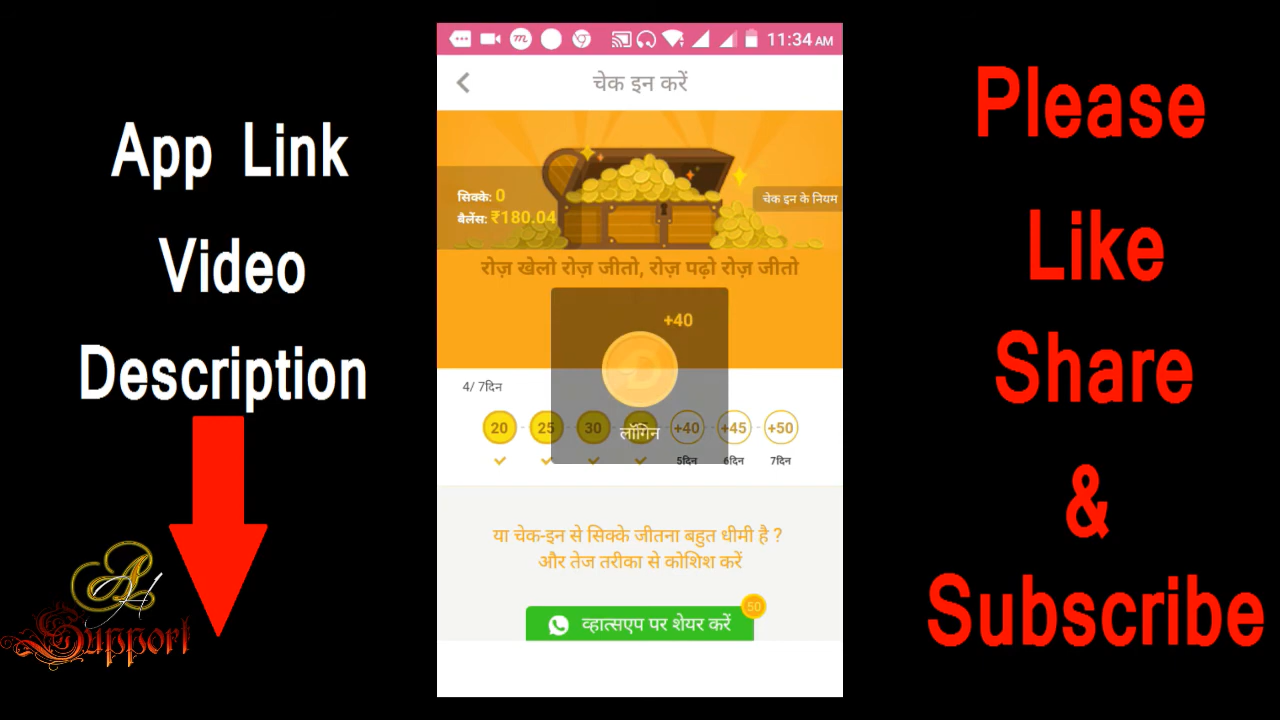 App Link
Video
Description
AH
Support
11:34 AM
चेक इन करें
सिक्के: 0
बैलेंस: ₹180.04
चेक इन के नियम
रोज़ खेलो रोज़ जीतो, रोज़ पढ़ो रोज़ जीतो
+40
4/ 7दिन
20 25 30 +40 +45 +50
लॉगिन
5दिन 6दिन 7दिन
या चेक-इन से सिक्के जीतना बहुत धीमी है ?
और तेज तरीका से कोशिश करें
50
व्हात्सएप पर शेयर करें
Please
Like
Share
&
Subscribe